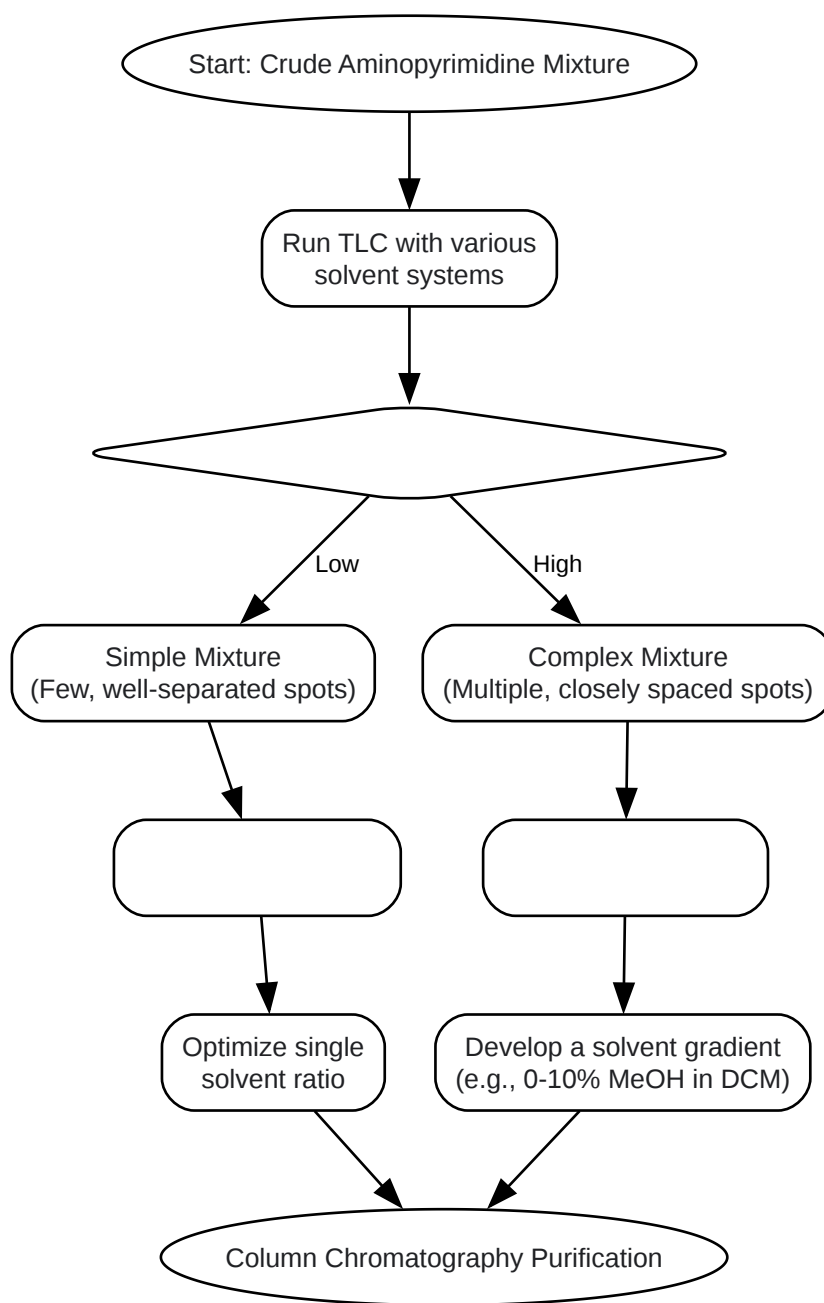 Start: Crude Aminopyrimidine Mixture
Run TLC with various
solvent systems
Low
High
Simple Mixture
(Few, well-separated spots)
Complex Mixture
(Multiple, closely spaced spots)
Optimize single
solvent ratio
Develop a solvent gradient
(e.g., 0-10% MeOH in DCM)
Column Chromatography Purification